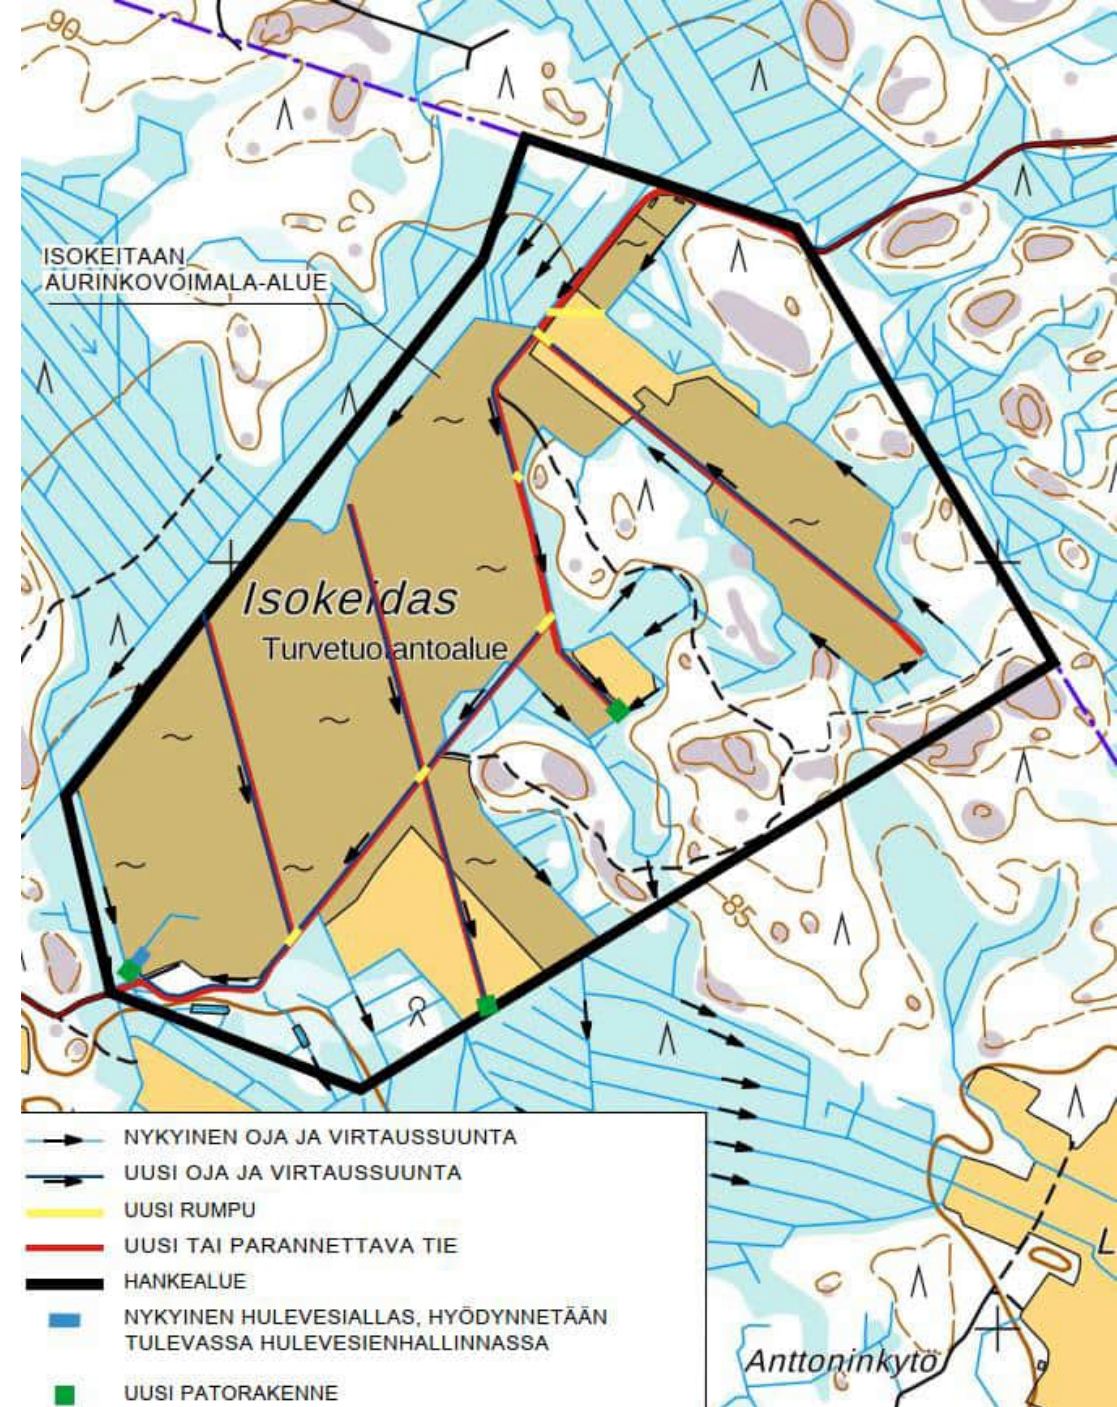 90
ISOKEITAAN
AURINKOVOIMALA-ALUE
Isokeidas
Turvetuotantoalue
85
NYKYINEN OJA JA VIRTAUSSUUNTA
UUSI OJA JA VIRTAUSSUUNTA
UUSI RUMPU
UUSI TAI PARANNETTAVA TIE
HANKEALUE
NYKYINEN HULEVESIALLAS, HYÖDYNNETÄÄN
TULEVASSA HULEVESIENHALLINNASSA
UUSI PATORAKENNE
L
Anttoninkytö